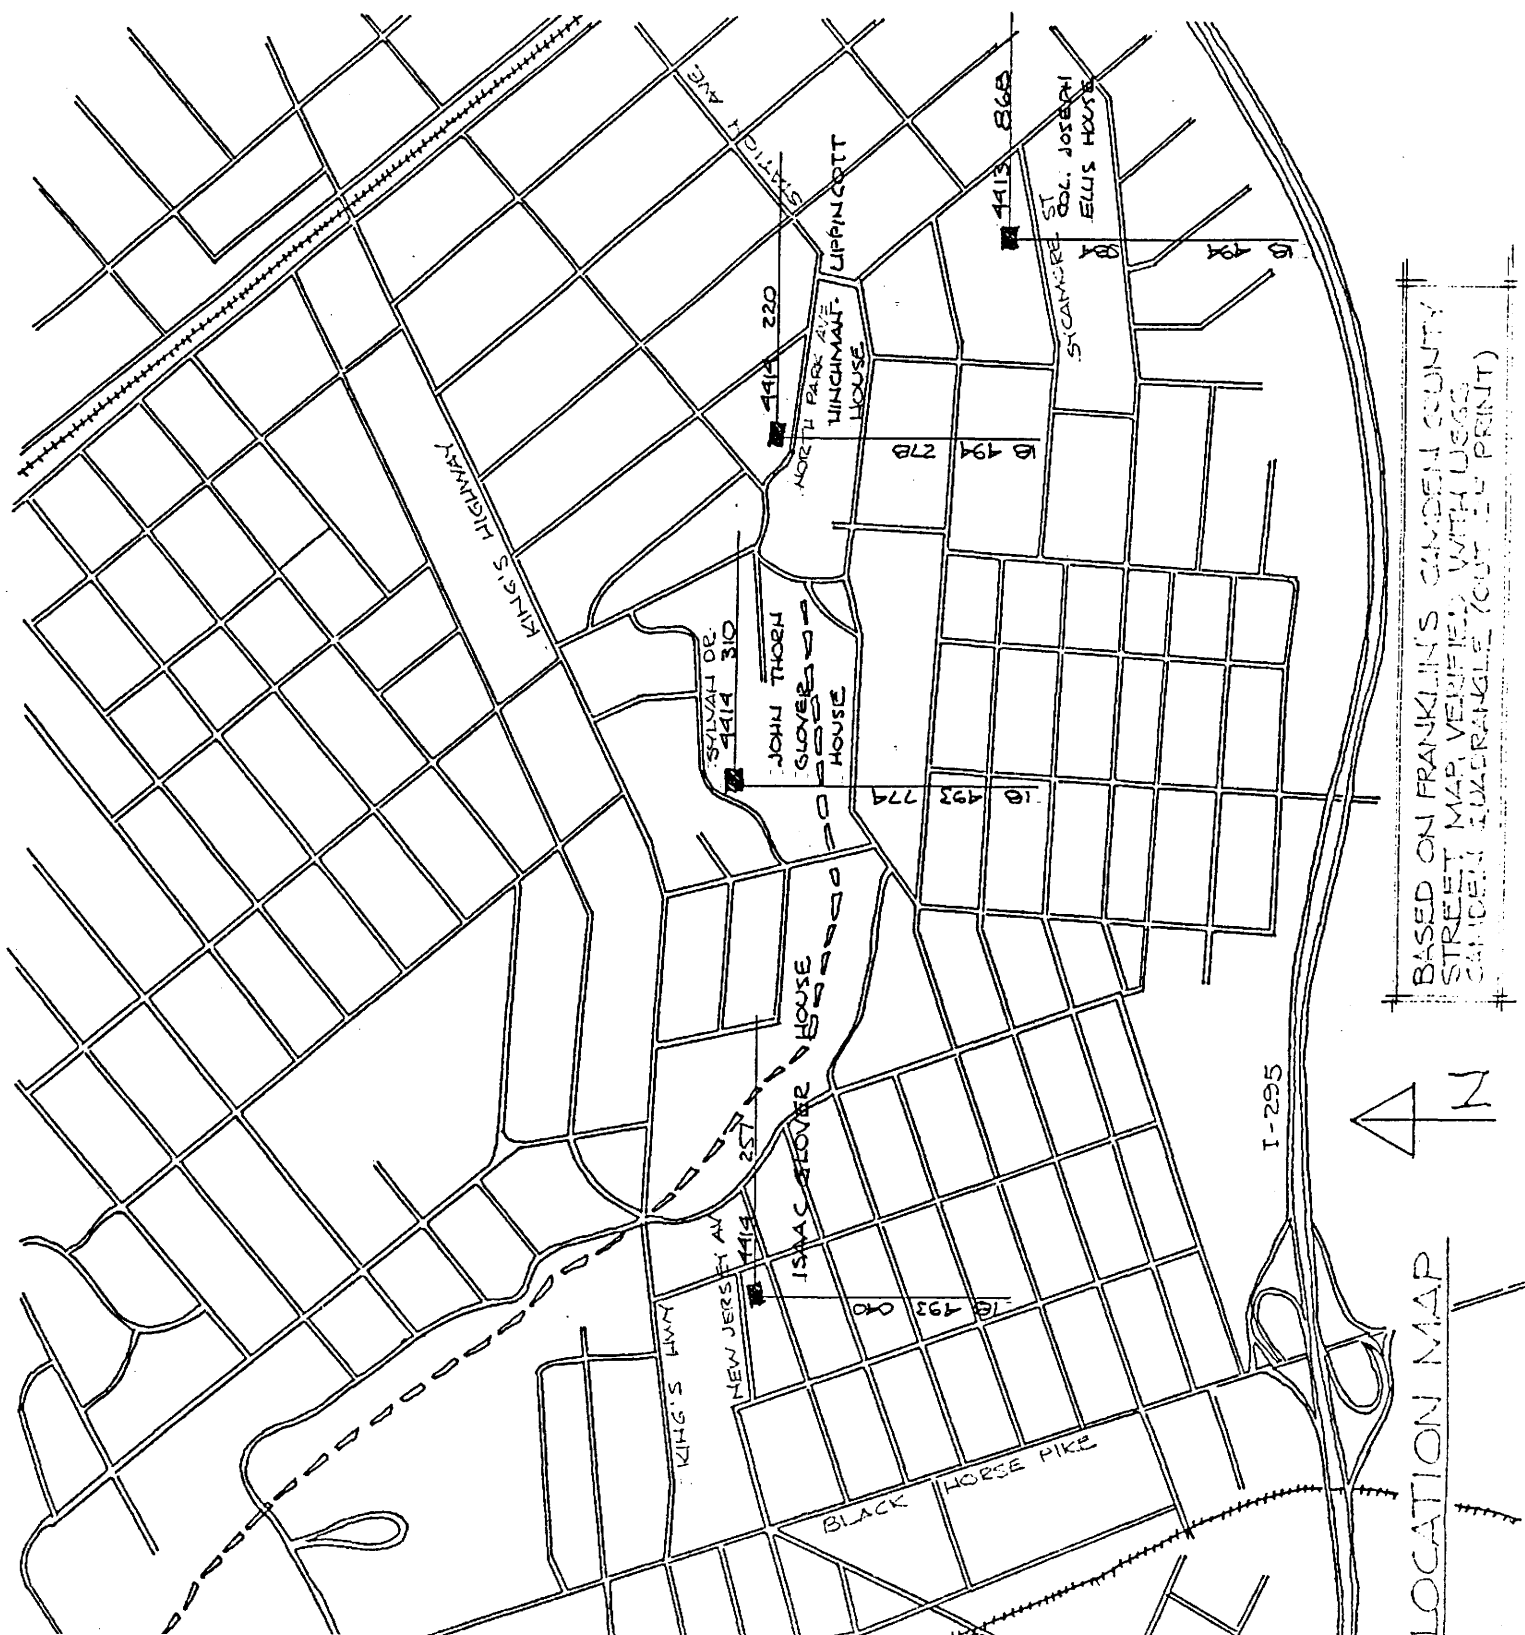 STATION AVE
KING'S HIGHWAY
4413 868
COL. JOSEPH
ELLIS HOUSE
SYCAMORE ST
18 494
4414 220
NORTH PARK AVE
HINCHMAN-LIPPINCOTT
HOUSE
18 494 278
SYLVAN DR.
4414 310
JOHN THORN
GLOVER
HOUSE
18 493 774
ISAAC GLOVER HOUSE
4414 257
NEW JERSEY AV
18 493 040
KING'S HWY
BLACK HORSE PIKE
I-295
N
LOCATION MAP
BASED ON FRANKLIN'S CAMDEN COUNTY
STREET MAP, VERIFIED WITH USGS
CAMDEN QUADRANGLE (OUT OF PRINT)